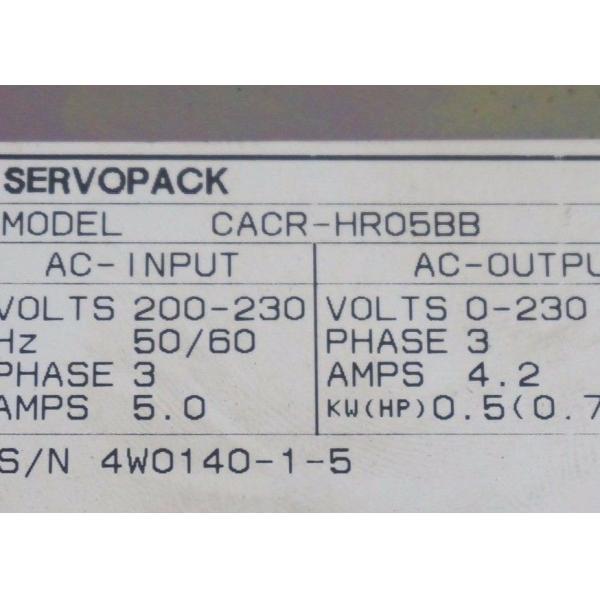 SERVOPACK
MODEL CACR-HR05BB
AC-INPUT AC-OUTPU
VOLTS 200-230 VOLTS 0-230
Hz 50/60 PHASE 3
PHASE 3 AMPS 4.2
AMPS 5.0 KW(HP) 0.5(0.7
S/N 4W0140-1-5